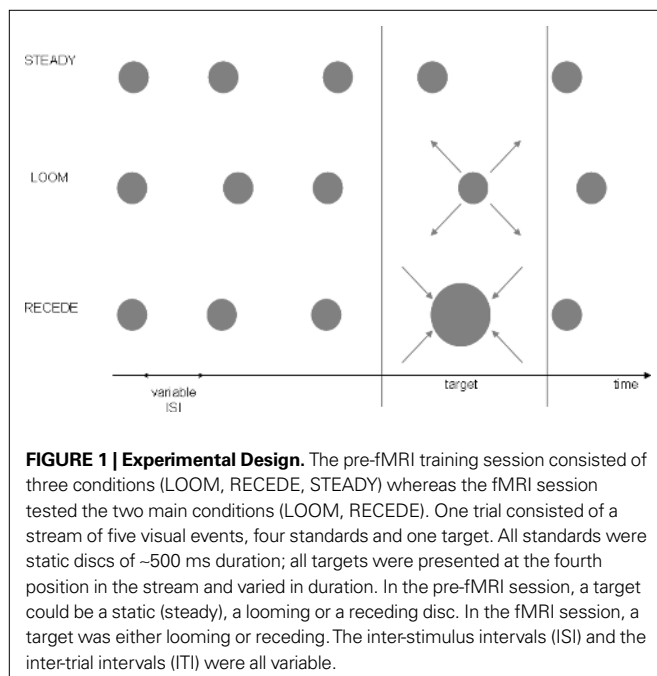 STEADY
LOOM
RECEDE
variable
ISI
target
time
FIGURE 1 | Experimental Design. The pre-fMRI training session consisted of
three conditions (LOOM, RECEDE, STEADY) whereas the fMRI session
tested the two main conditions (LOOM, RECEDE). One trial consisted of a
stream of five visual events, four standards and one target. All standards were
static discs of ~500 ms duration; all targets were presented at the fourth
position in the stream and varied in duration. In the pre-fMRI session, a target
could be a static (steady), a looming or a receding disc. In the fMRI session, a
target was either looming or receding. The inter-stimulus intervals (ISI) and the
inter-trial intervals (ITI) were all variable.